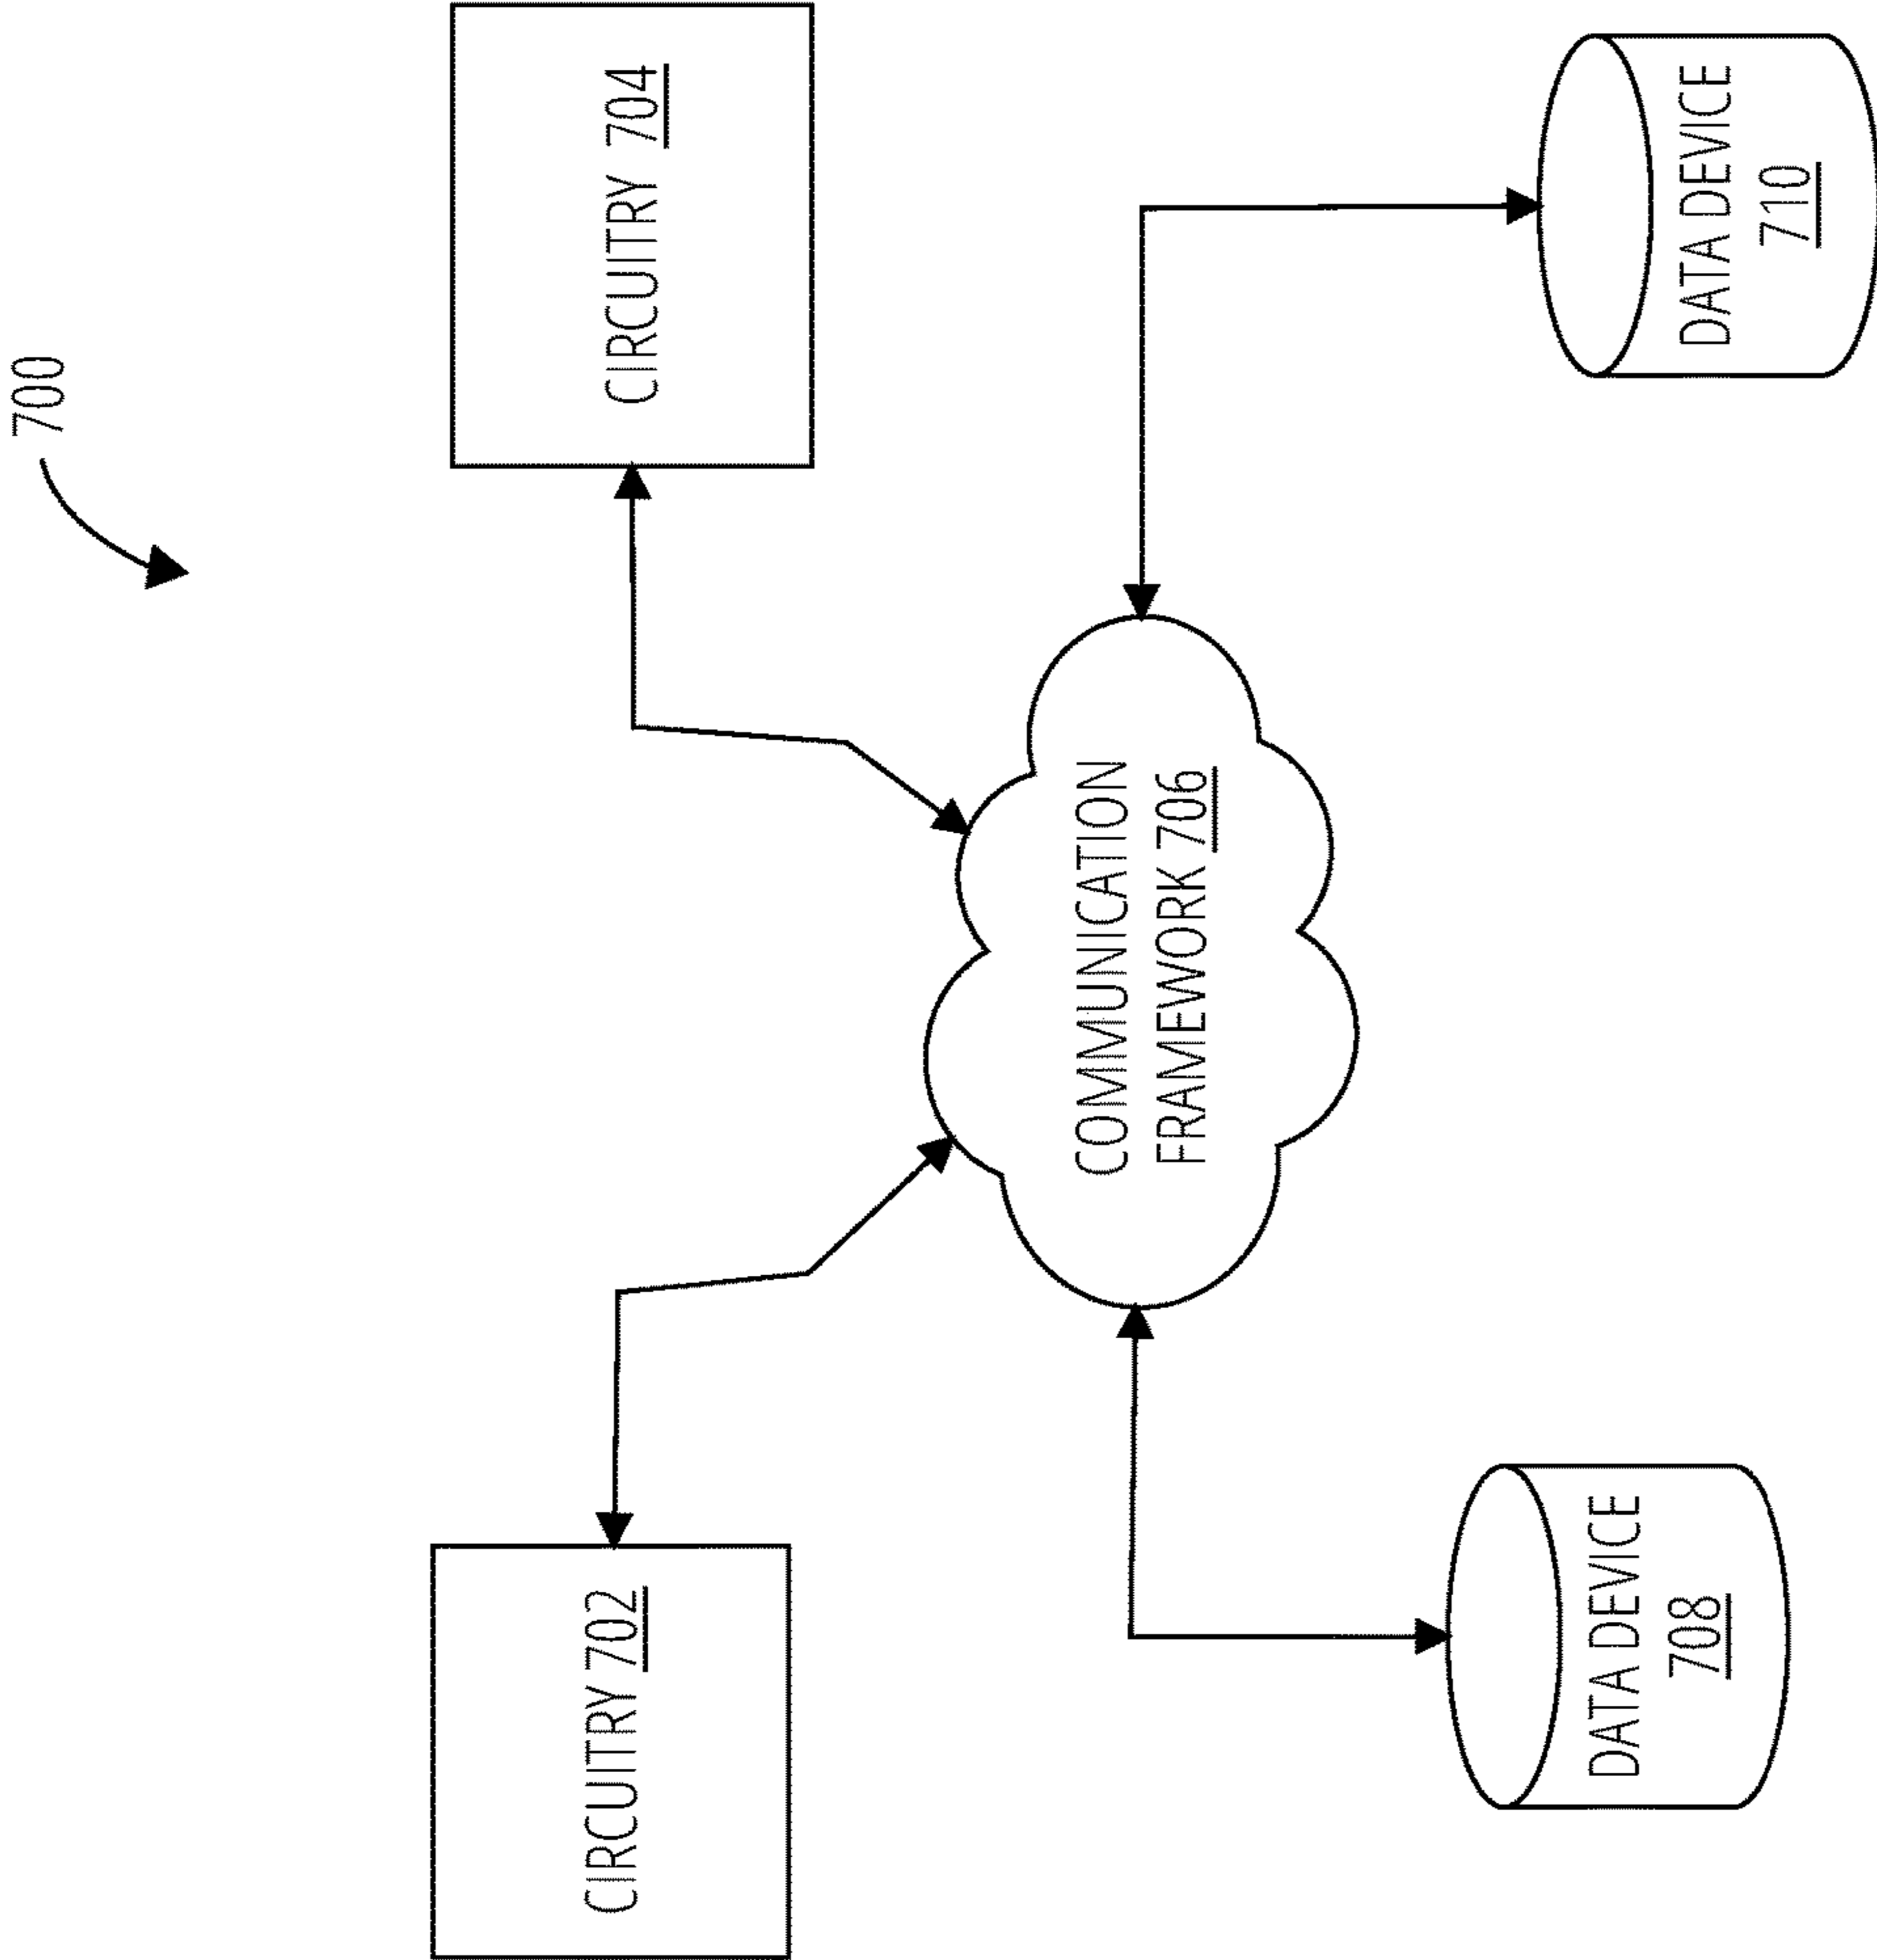 700
CIRCUITRY 702
CIRCUITRY 704
COMMUNICATION
FRAMEWORK 706
DATA DEVICE
708
DATA DEVICE
710